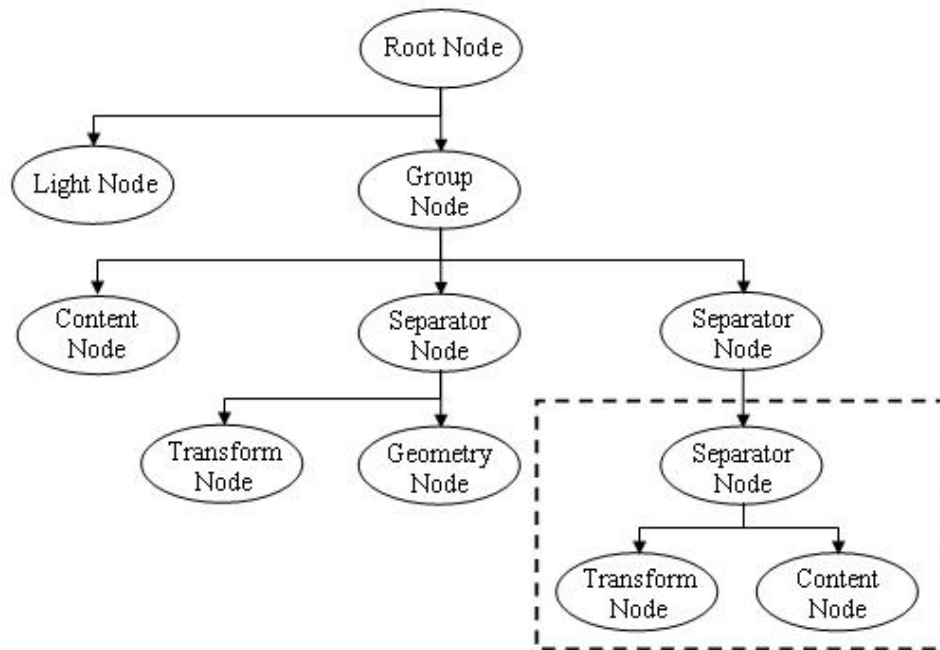 Root Node
Light Node
Group
Node
Content
Node
Separator
Node
Separator
Node
Transform
Node
Geometry
Node
Separator
Node
Transform
Node
Content
Node